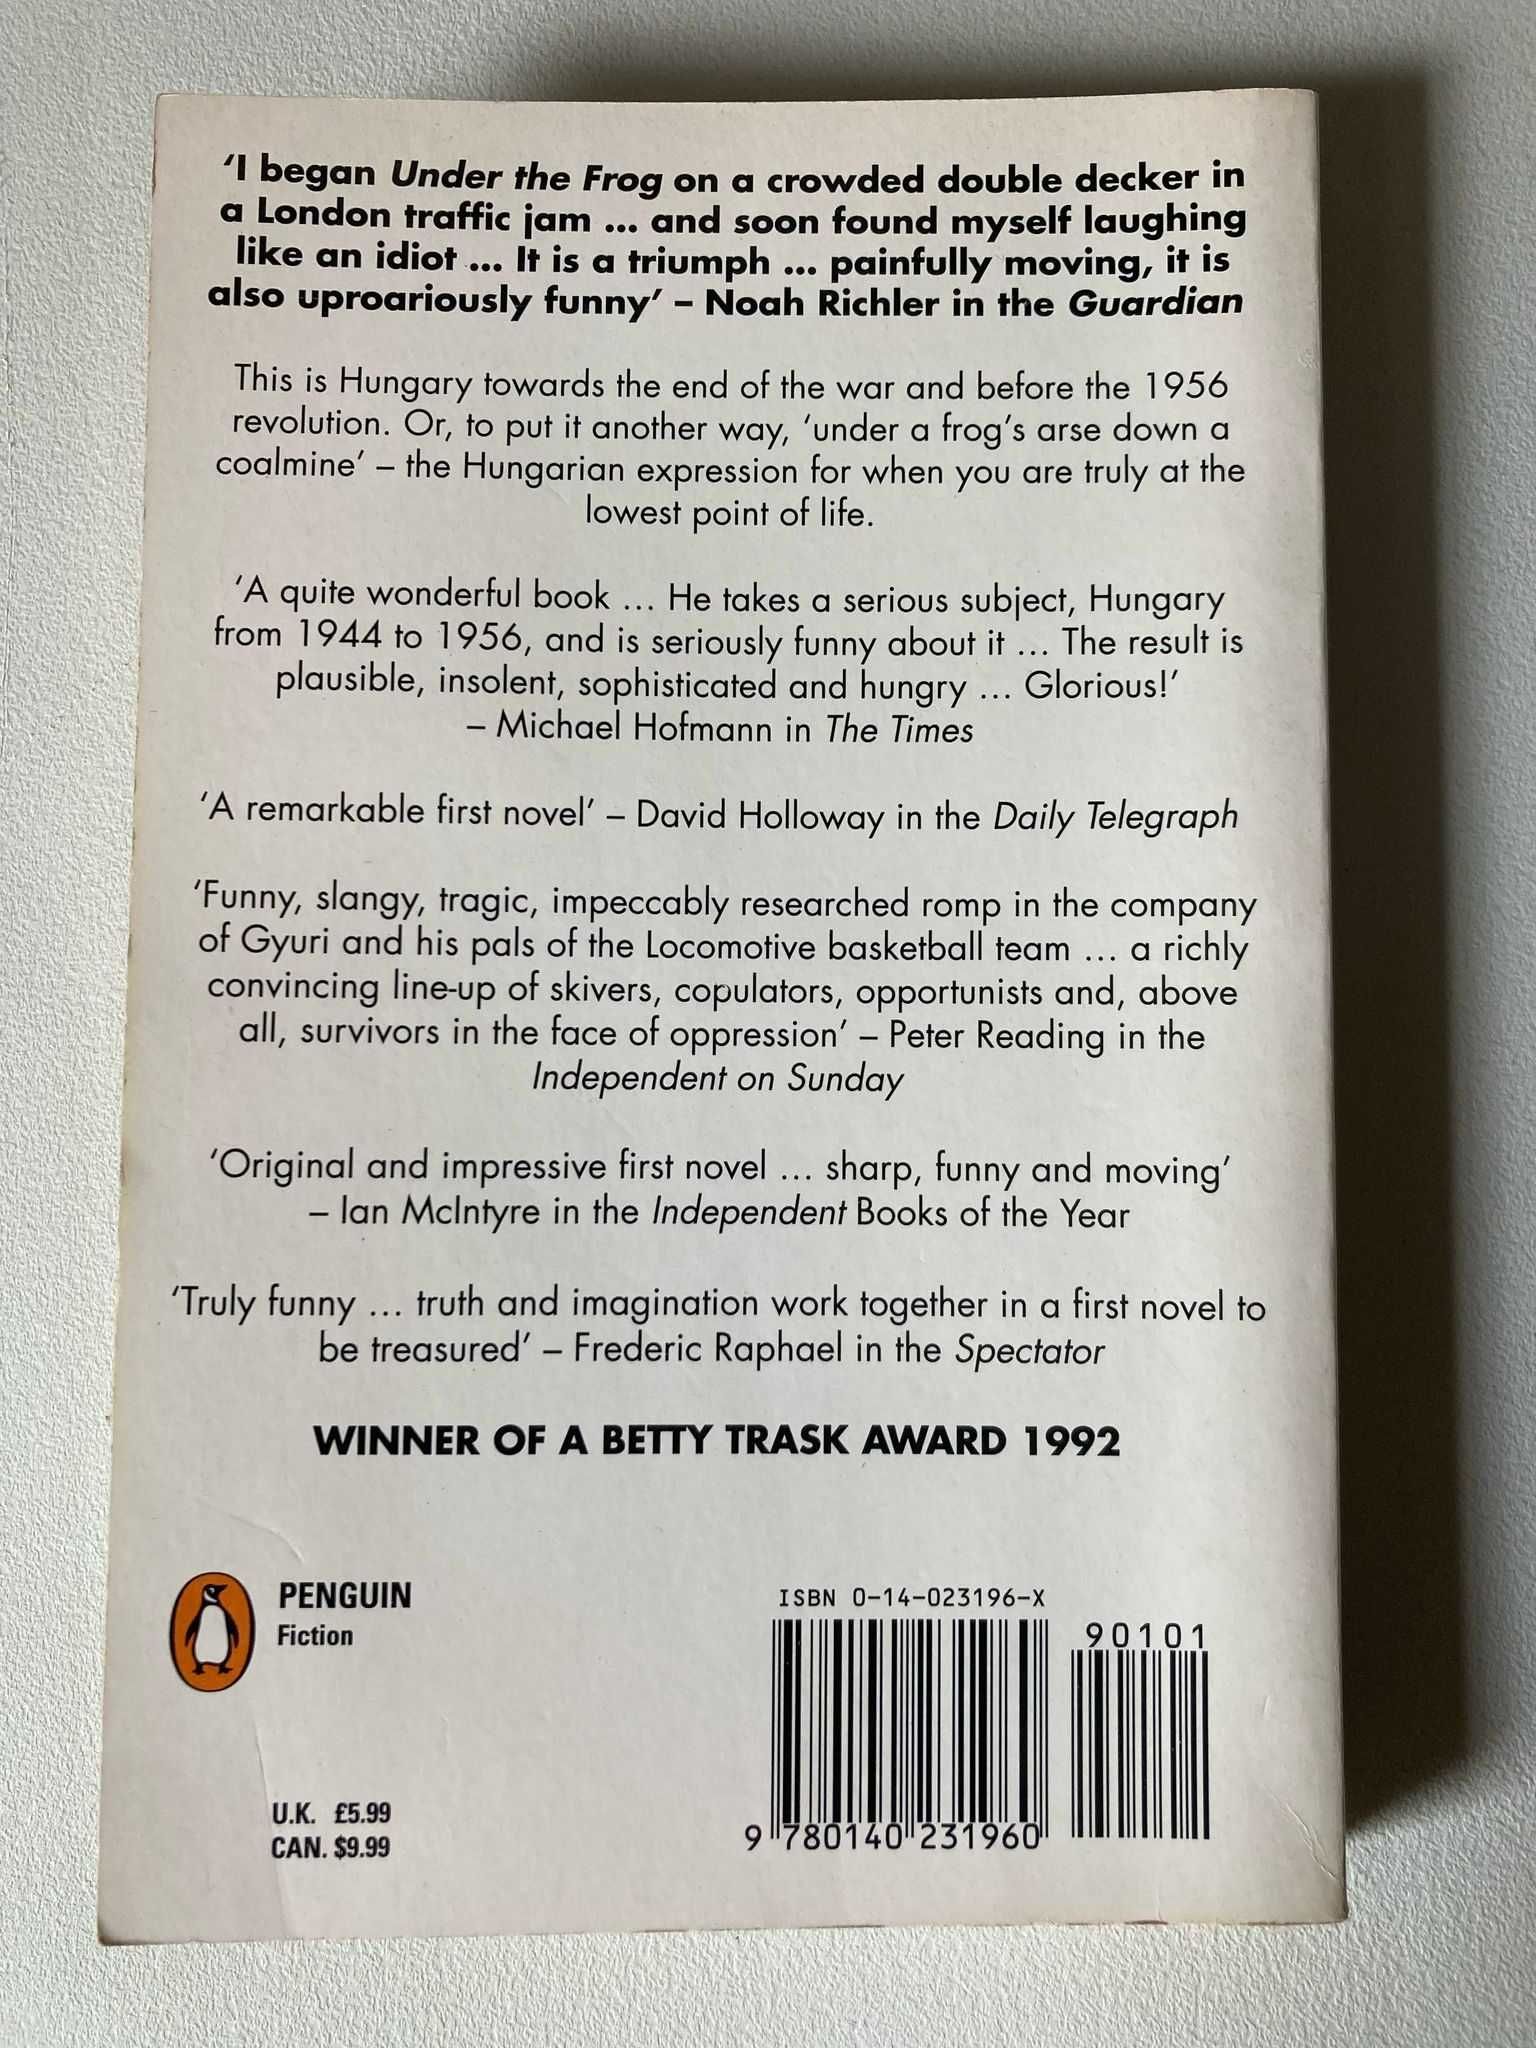 ‘I began Under the Frog on a crowded double decker in
a London traffic jam ... and soon found myself laughing
like an idiot ... It is a triumph ... painfully moving, it is
also uproariously funny’ – Noah Richler in the Guardian
This is Hungary towards the end of the war and before the 1956
revolution. Or, to put it another way, ‘under a frog’s arse down a
coalmine’ – the Hungarian expression for when you are truly at the
lowest point of life.
‘A quite wonderful book ... He takes a serious subject, Hungary
from 1944 to 1956, and is seriously funny about it ... The result is
plausible, insolent, sophisticated and hungry ... Glorious!’
– Michael Hofmann in The Times
‘A remarkable first novel’ – David Holloway in the Daily Telegraph
‘Funny, slangy, tragic, impeccably researched romp in the company
of Gyuri and his pals of the Locomotive basketball team ... a richly
convincing line-up of skivers, copulators, opportunists and, above
all, survivors in the face of oppression’ – Peter Reading in the
Independent on Sunday
‘Original and impressive first novel ... sharp, funny and moving’
– Ian McIntyre in the Independent Books of the Year
‘Truly funny ... truth and imagination work together in a first novel to
be treasured’ – Frederic Raphael in the Spectator
WINNER OF A BETTY TRASK AWARD 1992
PENGUIN
Fiction
U.K. £5.99
CAN. $9.99
ISBN 0-14-023196-X
90101
9 780140 231960